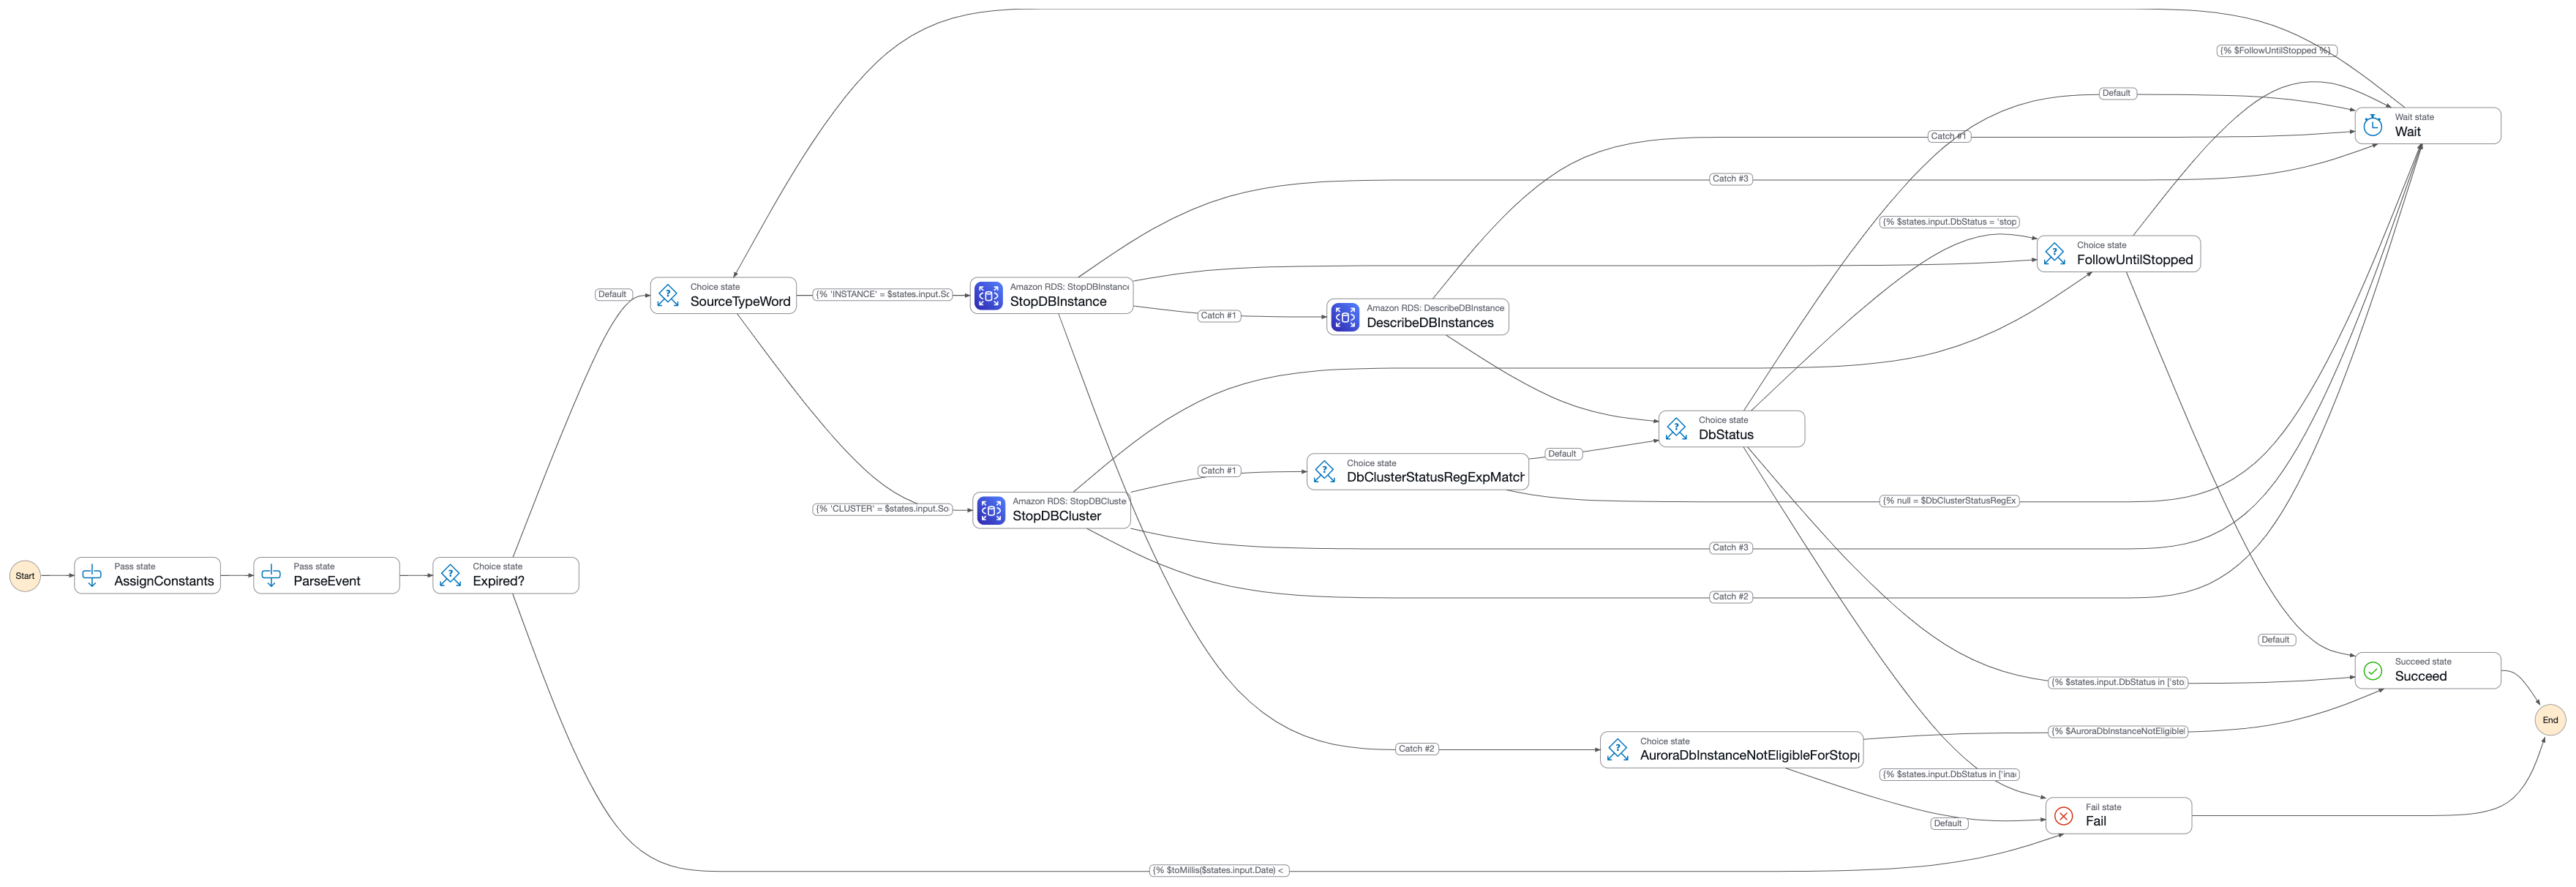 {% $FollowUntilStopped %}
Default
Wait state
Wait
Catch #1
Catch #3
{% $states.input.DbStatus = 'stop
Choice state
FollowUntilStopped
Default
Choice state
SourceTypeWord
{% 'INSTANCE' = $states.input.Sc
Amazon RDS: StopDBInstance
StopDBInstance
Catch #1
Amazon RDS: DescribeDBInstance
DescribeDBInstances
Choice state
DbStatus
Default
Catch #1
Choice state
DbClusterStatusRegExpMatch
{% null = $DbClusterStatusRegEx
{% 'CLUSTER' = $states.input.So
Amazon RDS: StopDBCluste
StopDBCluster
Catch #3
Start
Pass state
AssignConstants
Pass state
ParseEvent
Choice state
Expired?
Catch #2
Default
Succeed state
Succeed
{% $states.input.DbStatus in ['sto
End
{% $AuroraDbInstanceNotEligible
Catch #2
Choice state
AuroraDbInstanceNotEligibleForStopp
{% $states.input.DbStatus in ['ina
Fail state
Fail
Default
{% $toMillis($states.input.Date) <